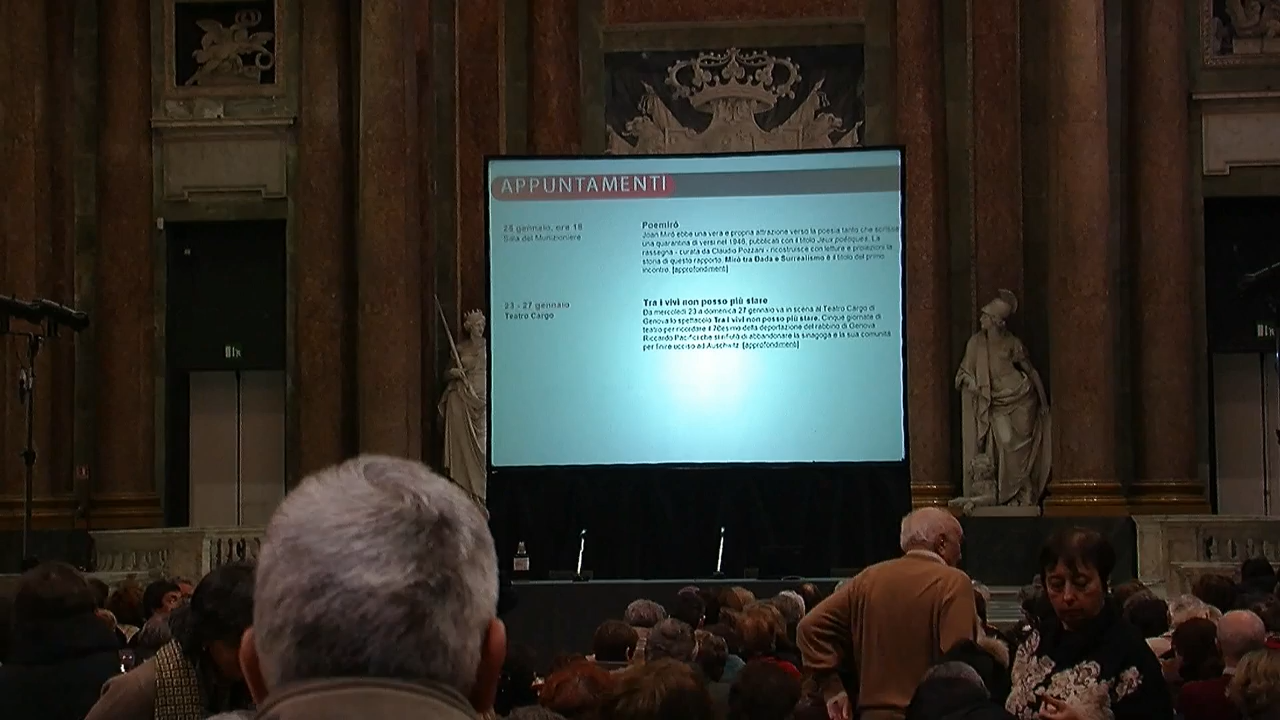 APPUNTAMENTI
25 gennaio, ore 18
Sala del Munizioniere
Poemirò
Joan Miró ebbe una vera e propria attrazione verso la poesia tanto che scrisse
una quarantina di versi nel 1946, pubblicati con il titolo Jeux poétiques. La
rassegna - curata da Claudio Pozzani - ricostruisce con letture e proiezioni la
storia di questo rapporto. Mirò tra Dada e Surrealismo è il titolo del primo
incontro. [approfondimenti]
23 - 27 gennaio
Teatro Cargo
Tra i vivi non posso più stare
Da mercoledì 23 a domenica 27 gennaio va in scena al Teatro Cargo di
Genova lo spettacolo Tra i vivi non posso più stare. Cinque giornate di
teatro per ricordare il 70esimo della deportazione del rabbino di Genova
Riccardo Pacifici che si rifiutò di abbandonare la sinagoga e la sua comunità
per finire ucciso ad Auschwitz. [approfondimenti]